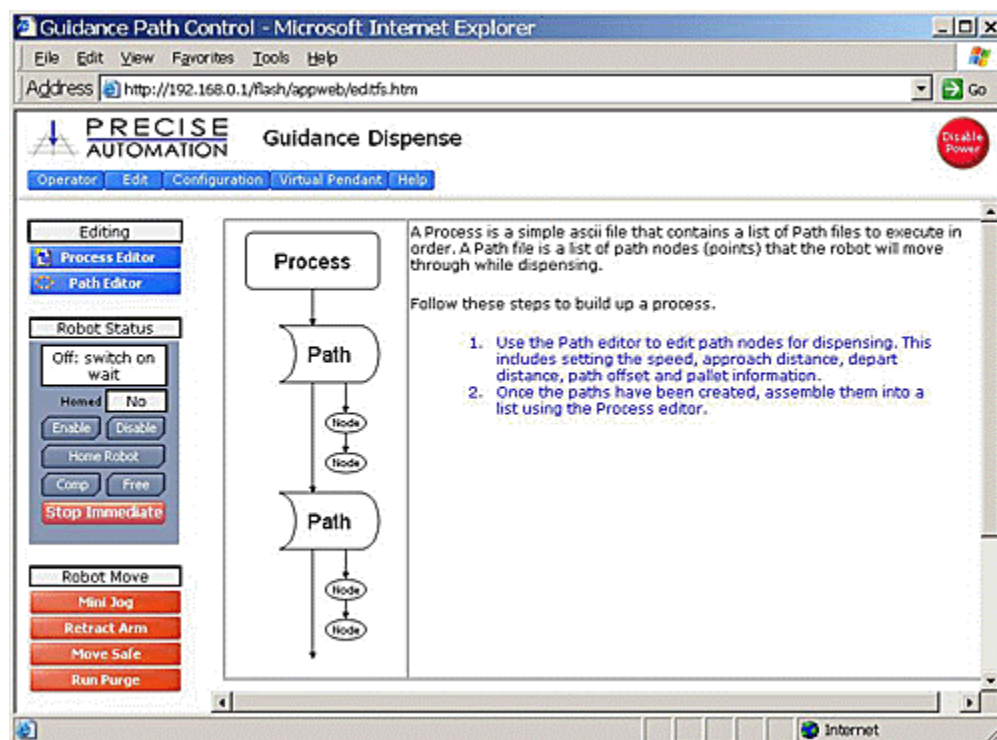 Guidance Path Control - Microsoft Internet Explorer
File Edit View Favorites Tools Help
Address http://192.168.0.1/flash/appweb/editfs.htm Go
PRECISE
AUTOMATION
Guidance Dispense
Disable
Power
Operator Edit Configuration Virtual Pendant Help
Editing
Process Editor
Path Editor
Robot Status
Off: switch on
wait
Homed No
Enable Disable
Home Robot
Comp Free
Stop Immediate
Robot Move
Mini Jog
Retract Arm
Move Safe
Run Purge
Process
Path
Node
Node
Path
Node
Node
A Process is a simple ascii file that contains a list of Path files to execute in
order. A Path file is a list of path nodes (points) that the robot will move
through while dispensing.
Follow these steps to build up a process.
1. Use the Path editor to edit path nodes for dispensing. This
includes setting the speed, approach distance, depart
distance, path offset and pallet information.
2. Once the paths have been created, assemble them into a
list using the Process editor.
Internet